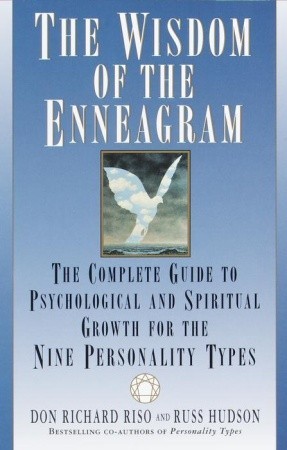 THE WISDOM
OF THE
ENNEAGRAM
THE COMPLETE GUIDE TO
PSYCHOLOGICAL AND SPIRITUAL
GROWTH FOR THE
NINE PERSONALITY TYPES
DON RICHARD RISO AND RUSS HUDSON
BESTSELLING CO-AUTHORS OF Personality Types